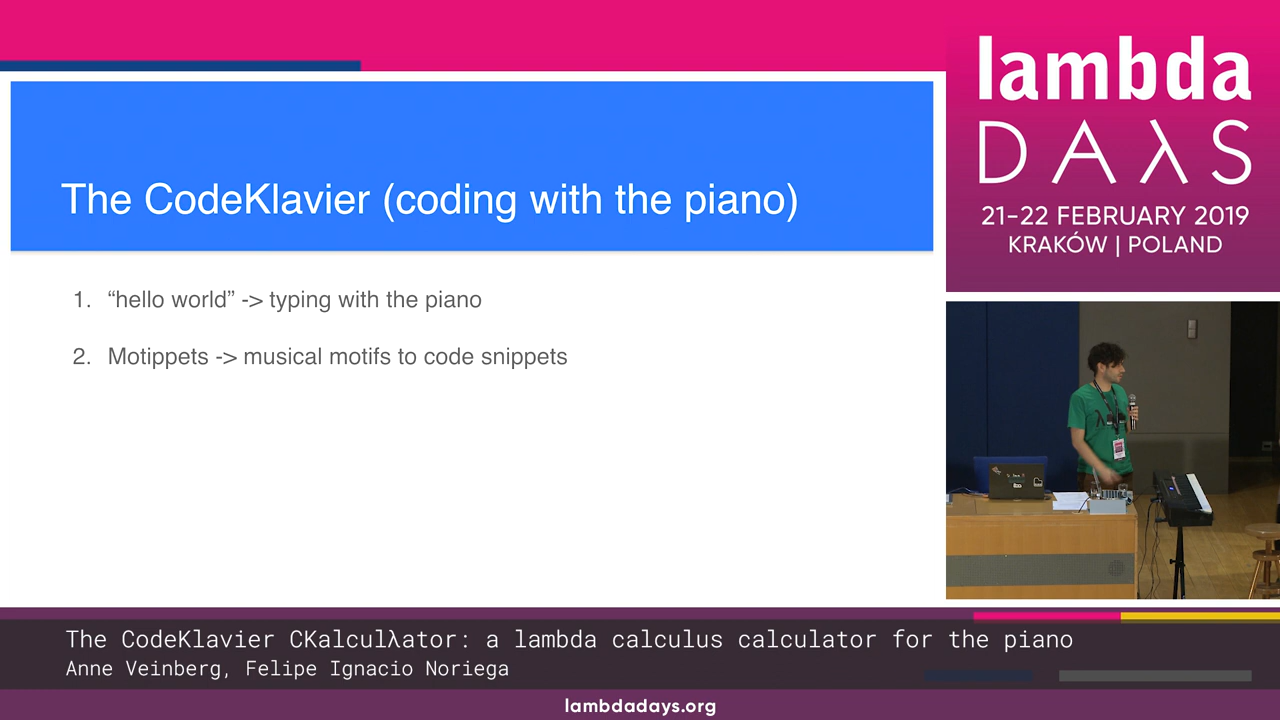 lambda
DAλS
21-22 FEBRUARY 2019
KRAKÓW | POLAND
The CodeKlavier (coding with the piano)
1. “hello world” -> typing with the piano
2. Motippets -> musical motifs to code snippets
The CodeKlavier CKalculλator: a lambda calculus calculator for the piano
Anne Veinberg, Felipe Ignacio Noriega
lambdadays.org